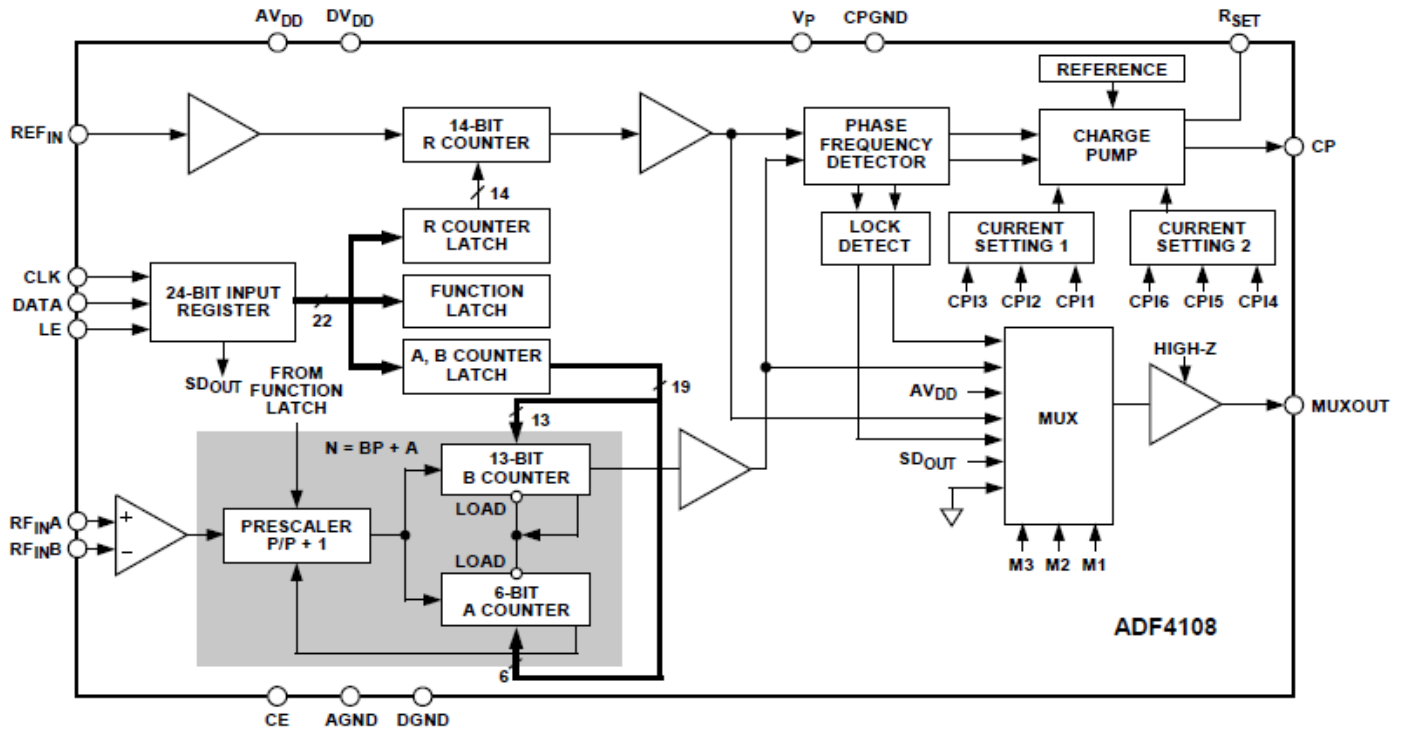 AVDD DVDD VP CPGND RSET
REFERENCE
REFIN
14-BIT
R COUNTER
PHASE
FREQUENCY
DETECTOR
CHARGE
PUMP
CP
14
R COUNTER
LATCH
LOCK
DETECT
CURRENT
SETTING 1
CURRENT
SETTING 2
CLK
DATA
LE
24-BIT INPUT
REGISTER
22
FUNCTION
LATCH
CPI3 CPI2 CPI1 CPI6 CPI5 CPI4
A, B COUNTER
LATCH
SDOUT
FROM
FUNCTION
LATCH
19
13
HIGH-Z
AVDD
MUX
MUXOUT
SDOUT
N = BP + A
13-BIT
B COUNTER
LOAD
RFINA
RFINB
+
−
PRESCALER
P/P + 1
LOAD
6-BIT
A COUNTER
M3 M2 M1
6
ADF4108
CE AGND DGND